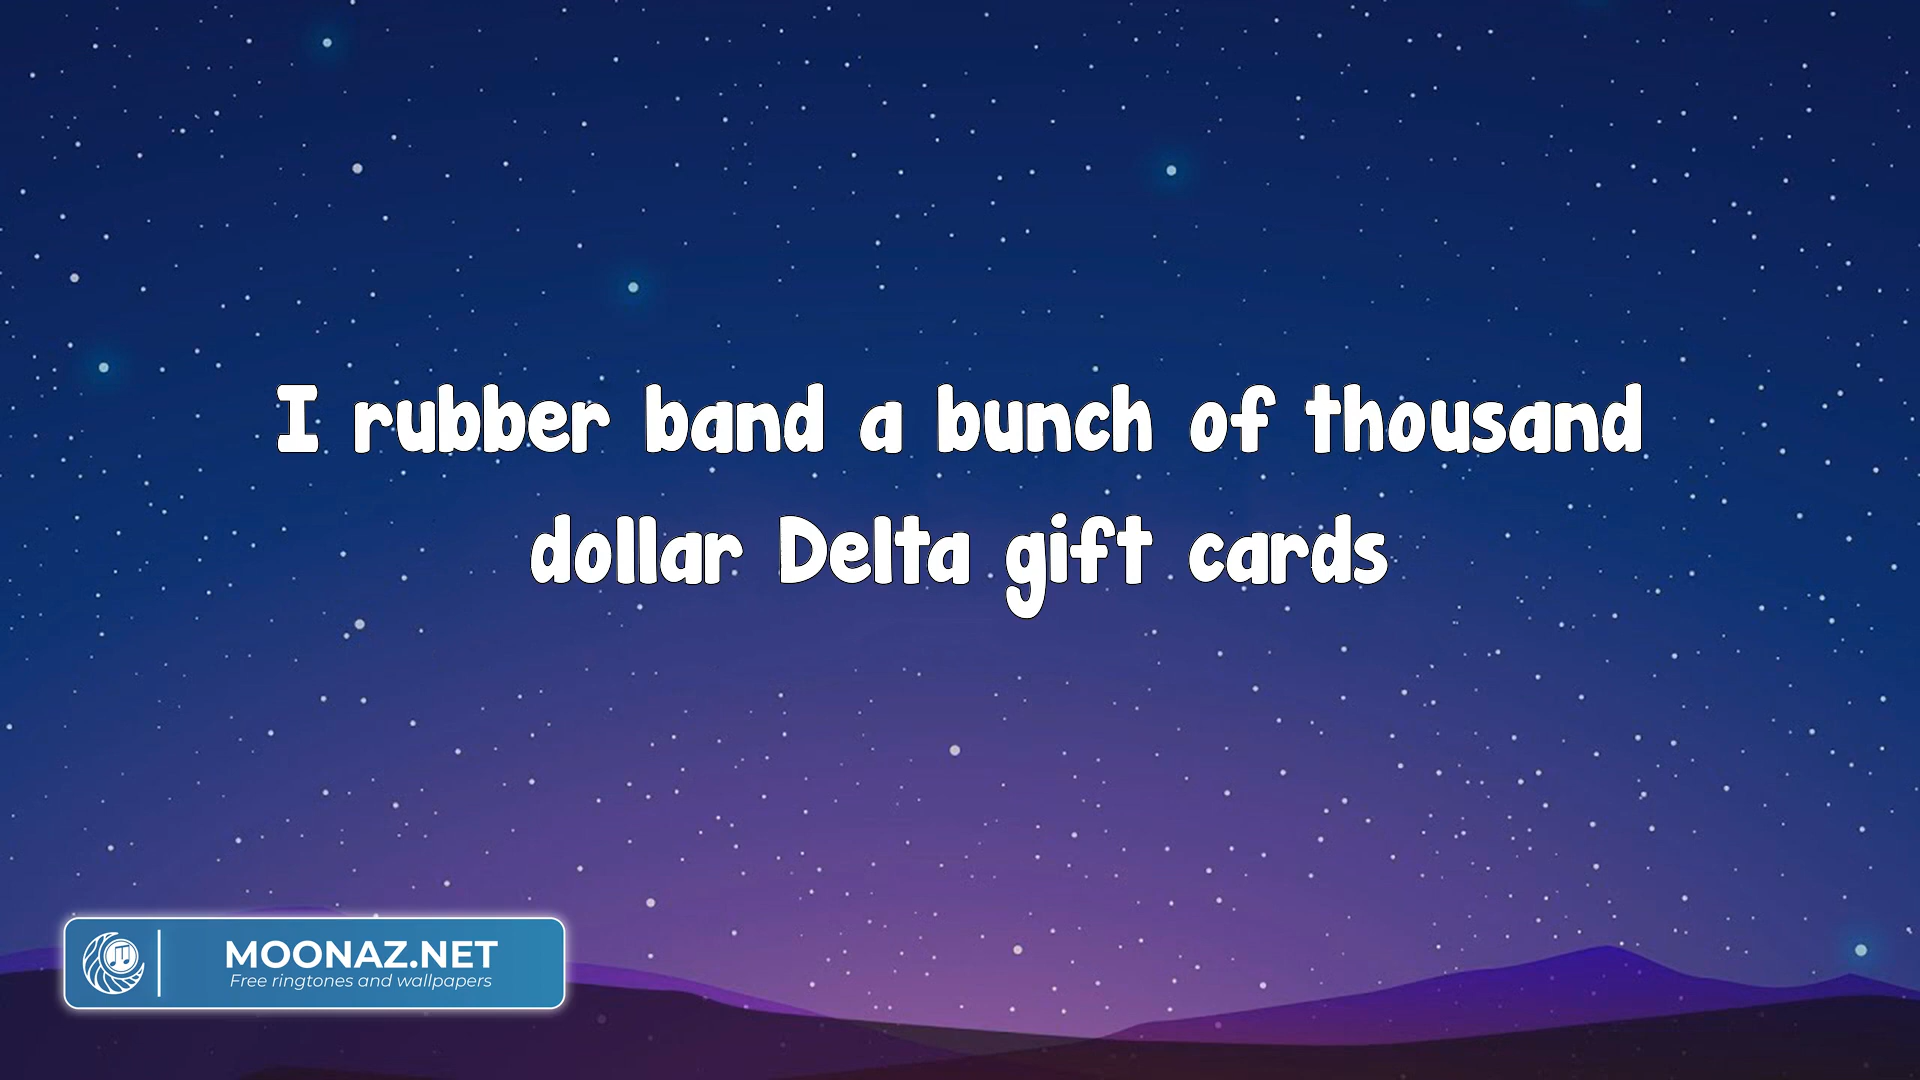 I rubber band a bunch of thousand
dollar Delta gift cards
MOONAZ.NET
Free ringtones and wallpapers